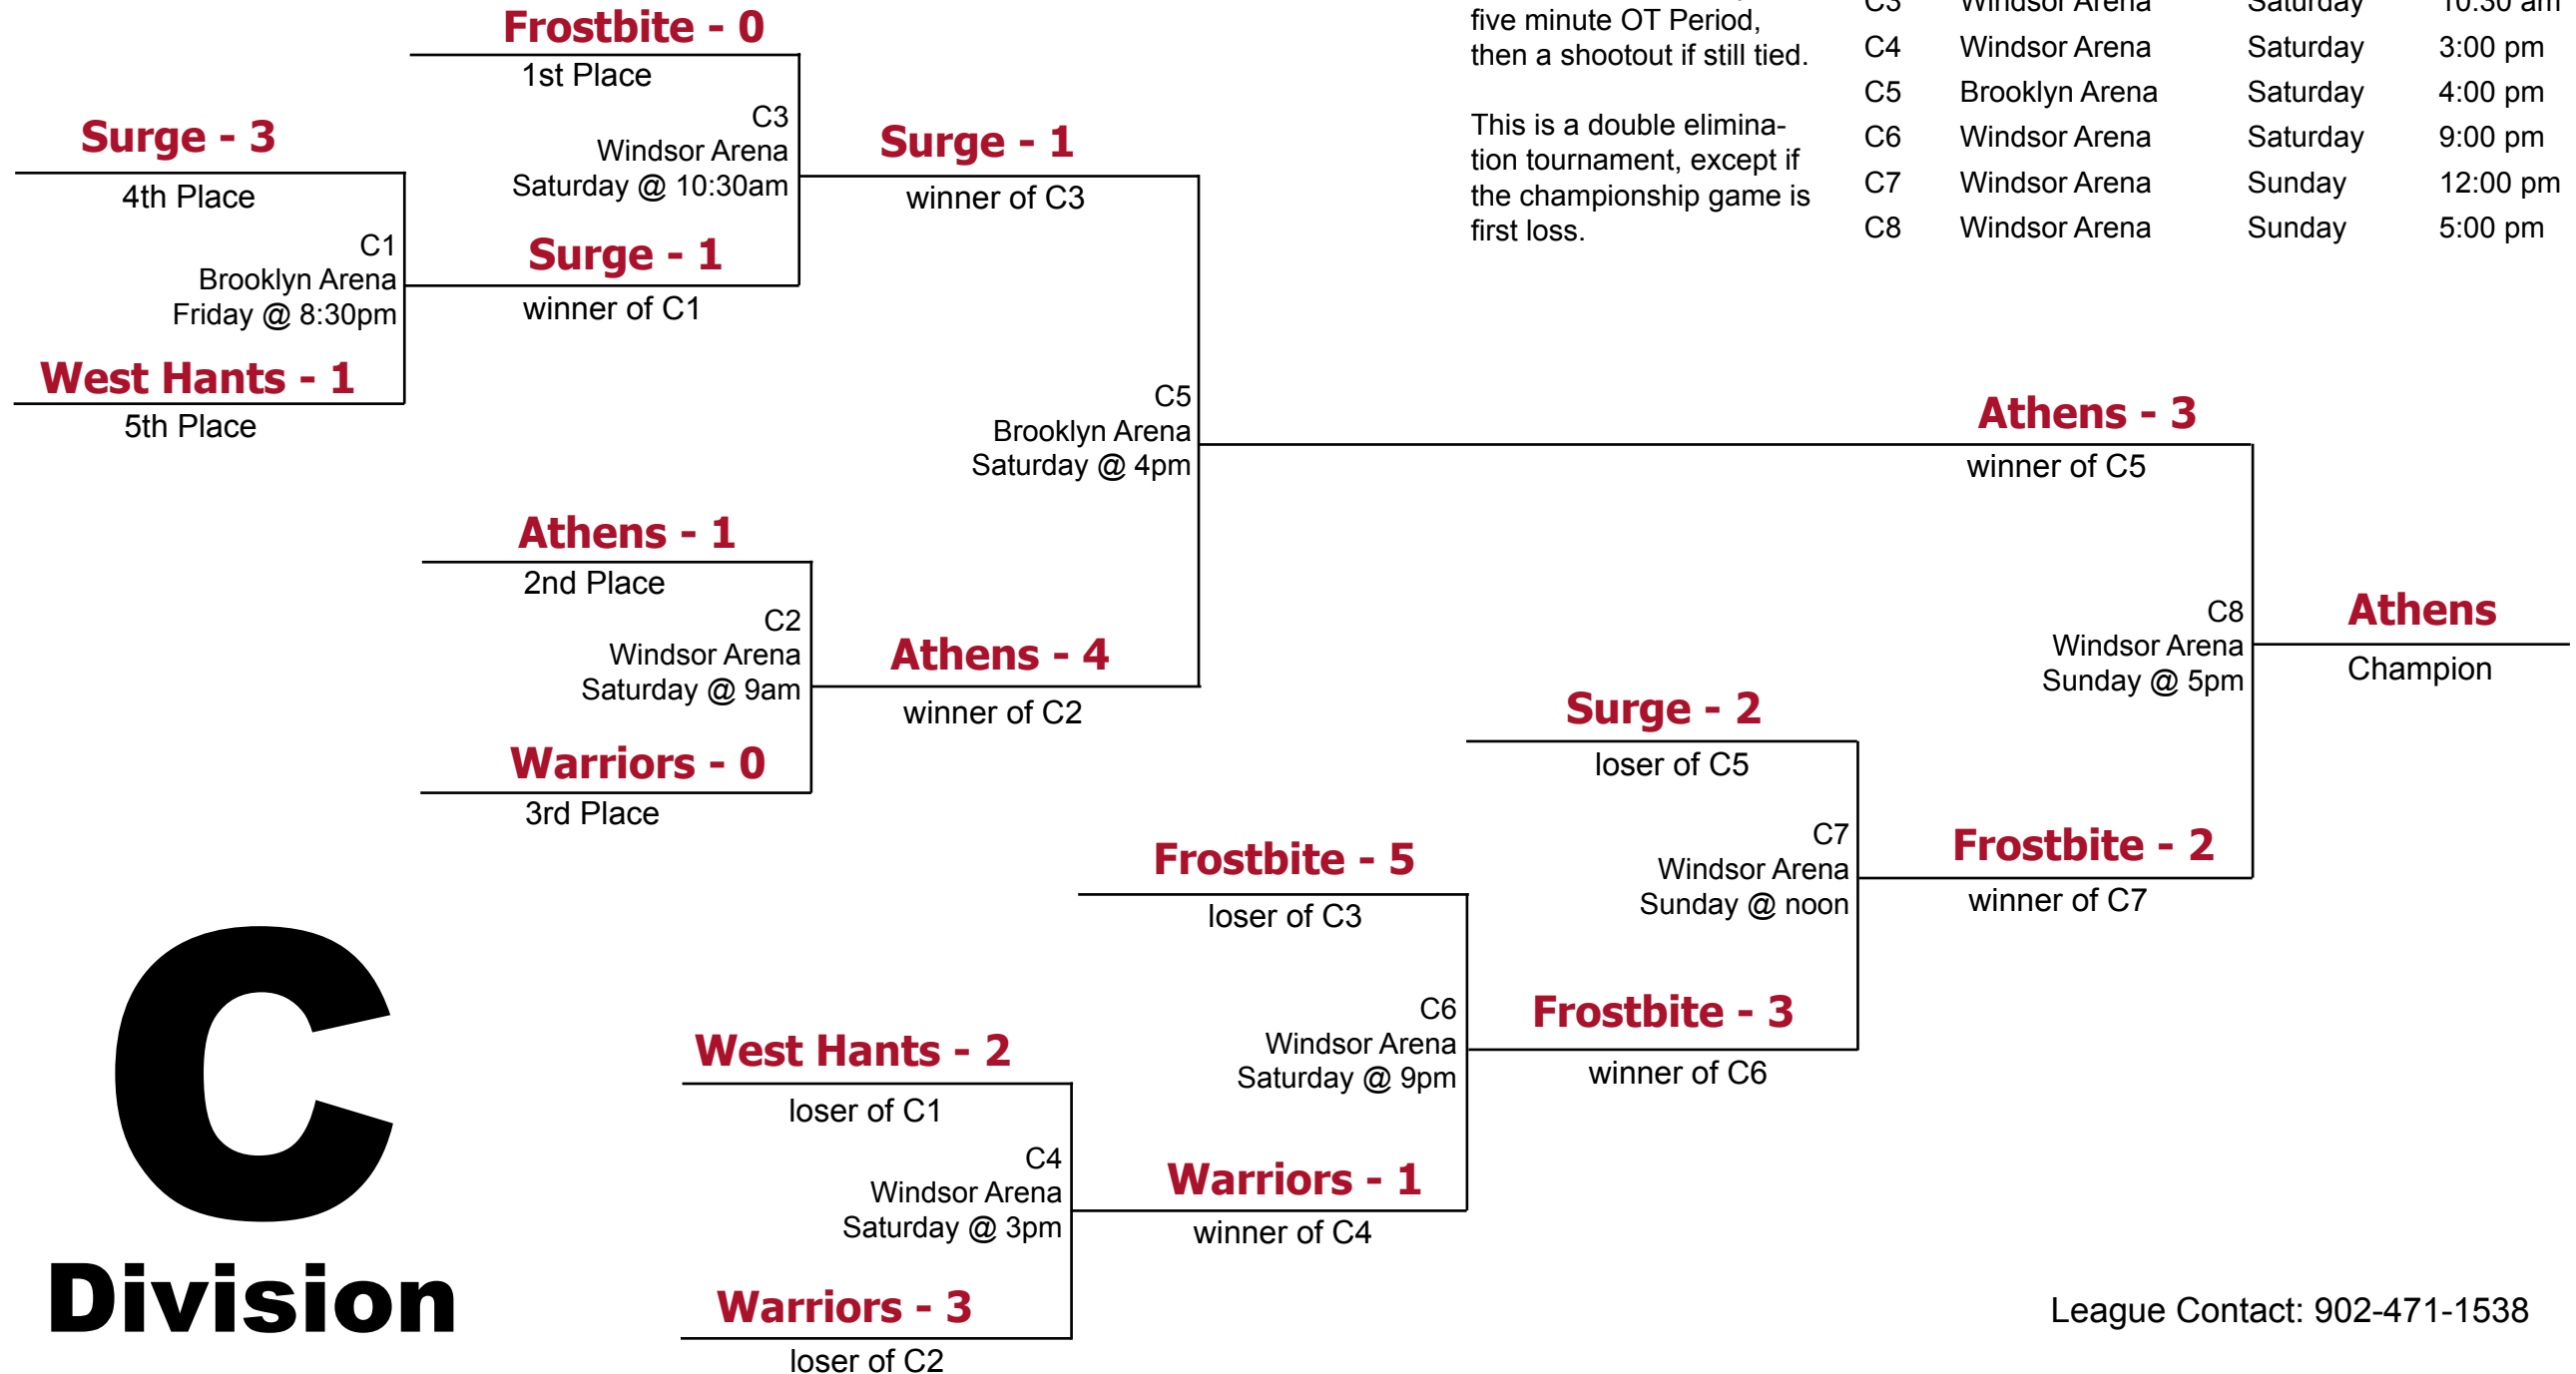 Frostbite - 0
1st Place
C3
Windsor Arena
Saturday @ 10:30am
Surge - 3
4th Place
C1
Brooklyn Arena
Friday @ 8:30pm
West Hants - 1
5th Place
Surge - 1
winner of C1
Surge - 1
winner of C3
C5
Brooklyn Arena
Saturday @ 4pm
Athens - 1
2nd Place
C2
Windsor Arena
Saturday @ 9am
Warriors - 0
3rd Place
Athens - 4
winner of C2
five minute OT Period,
then a shootout if still tied.
This is a double elimina-
tion tournament, except if
the championship game is
first loss.
C3 Windsor Arena Saturday 10:30 am
C4 Windsor Arena Saturday 3:00 pm
C5 Brooklyn Arena Saturday 4:00 pm
C6 Windsor Arena Saturday 9:00 pm
C7 Windsor Arena Sunday 12:00 pm
C8 Windsor Arena Sunday 5:00 pm
Athens - 3
winner of C5
C8
Windsor Arena
Sunday @ 5pm
Athens
Champion
Surge - 2
loser of C5
C7
Windsor Arena
Sunday @ noon
Frostbite - 2
winner of C7
Frostbite - 5
loser of C3
C6
Windsor Arena
Saturday @ 9pm
Frostbite - 3
winner of C6
West Hants - 2
loser of C1
C4
Windsor Arena
Saturday @ 3pm
Warriors - 1
winner of C4
Warriors - 3
loser of C2
C
Division
League Contact: 902-471-1538